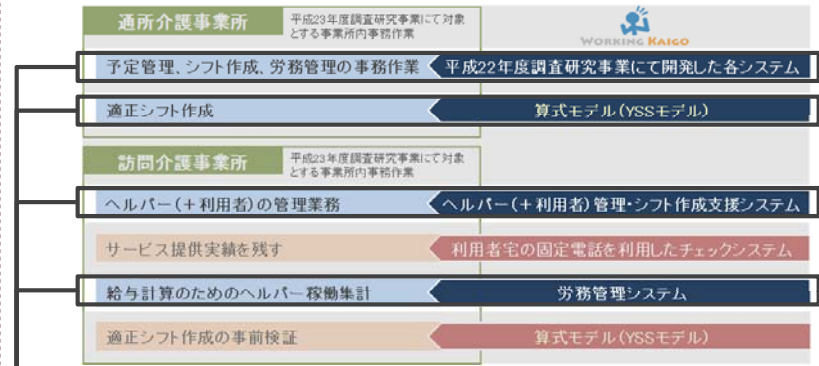 通所介護事業所
平成23年度調査研究事業にて対象
とする事業所内事務作業
WORKING KAIGO
予定管理、シフト作成、労務管理の事務作業
平成22年度調査研究事業にて開発した各システム
適正シフト作成
算式モデル(YSSモデル)
訪問介護事業所
平成23年度調査研究事業にて対象
とする事業所内事務作業
ヘルパー(+利用者)の管理業務
ヘルパー(+利用者)管理・シフト作成支援システム
サービス提供実績を残す
利用者宅の固定電話を利用したチェックシステム
給与計算のためのヘルパー稼働集計
労務管理システム
適正シフト作成の事前検証
算式モデル(YSSモデル)